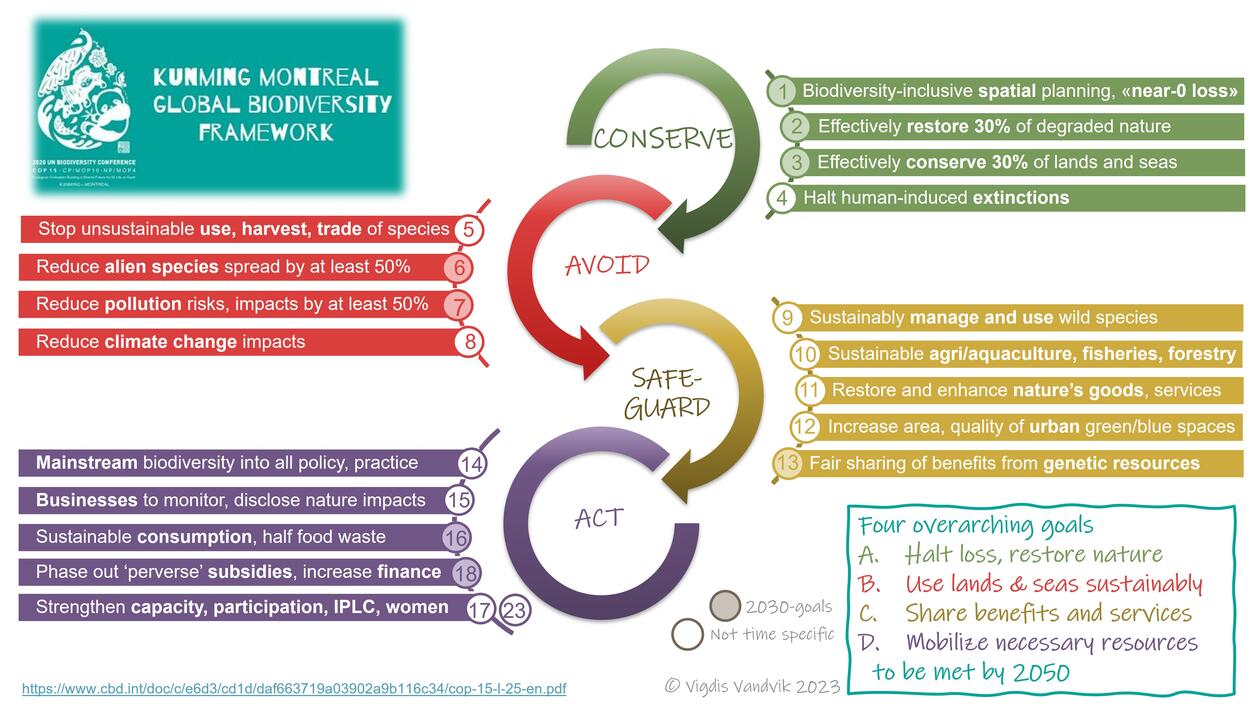 KUNMING MONTREAL
GLOBAL BIODIVERSITY
FRAMEWORK
2020 UN BIODIVERSITY CONFERENCE
COP 15 - CP/MOP10 - NP/MOP4
KUNMING – MONTREAL
CONSERVE
1 Biodiversity-inclusive spatial planning, «near-0 loss»
2 Effectively restore 30% of degraded nature
3 Effectively conserve 30% of lands and seas
4 Halt human-induced extinctions
AVOID
Stop unsustainable use, harvest, trade of species 5
Reduce alien species spread by at least 50% 6
Reduce pollution risks, impacts by at least 50% 7
Reduce climate change impacts 8
SAFE-
GUARD
9 Sustainably manage and use wild species
10 Sustainable agri/aquaculture, fisheries, forestry
11 Restore and enhance nature's goods, services
12 Increase area, quality of urban green/blue spaces
13 Fair sharing of benefits from genetic resources
ACT
Mainstream biodiversity into all policy, practice 14
Businesses to monitor, disclose nature impacts 15
Sustainable consumption, half food waste 16
Phase out ‘perverse’ subsidies, increase finance 18
Strengthen capacity, participation, IPLC, women 17 23
2030-goals
Not time specific
Four overarching goals
A. Halt loss, restore nature
B. Use lands & seas sustainably
C. Share benefits and services
D. Mobilize necessary resources
to be met by 2050
https://www.cbd.int/doc/c/e6d3/cd1d/daf663719a03902a9b116c34/cop-15-l-25-en.pdf
© Vigdis Vandvik 2023